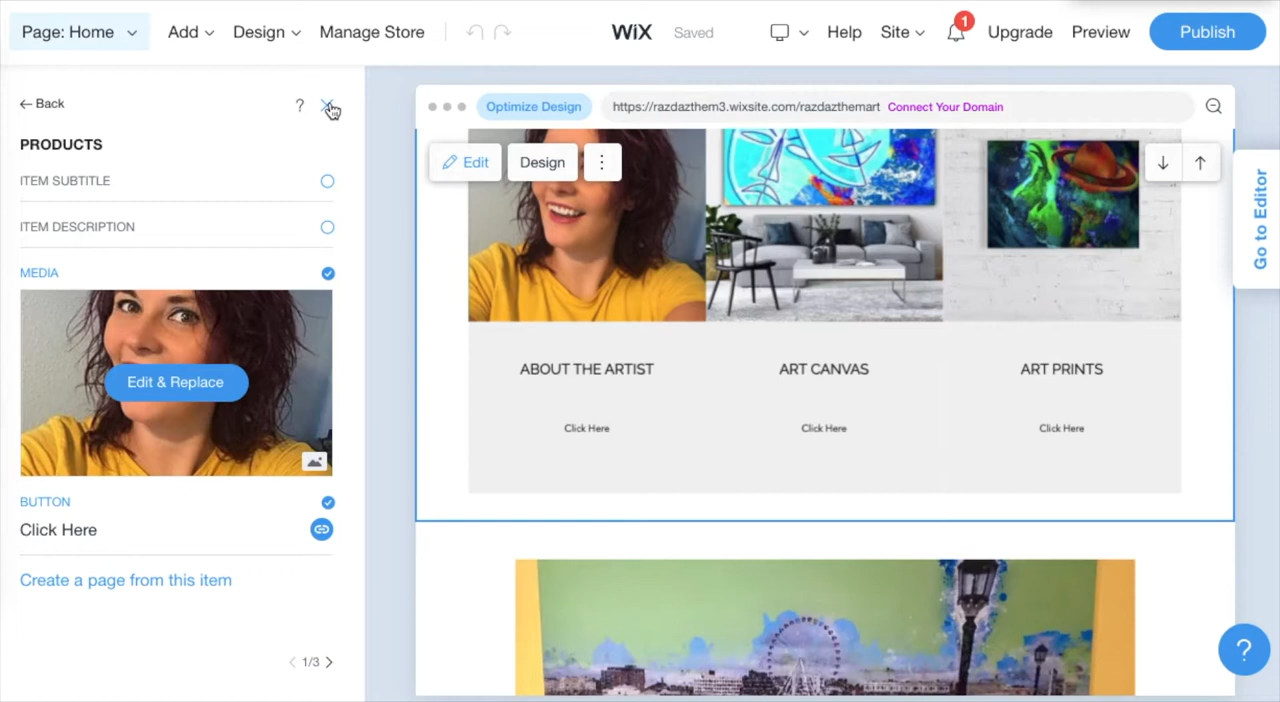 Page: Home Add Design Manage Store WiX Saved Help Site 1 Upgrade Preview Publish
← Back ?
PRODUCTS
ITEM SUBTITLE
ITEM DESCRIPTION
MEDIA
Edit & Replace
BUTTON
Click Here
Create a page from this item
1/3
Optimize Design https://razdazthem3.wixsite.com/razdazthemart Connect Your Domain
Edit Design
Go to Editor
ABOUT THE ARTIST ART CANVAS ART PRINTS
Click Here Click Here Click Here
?